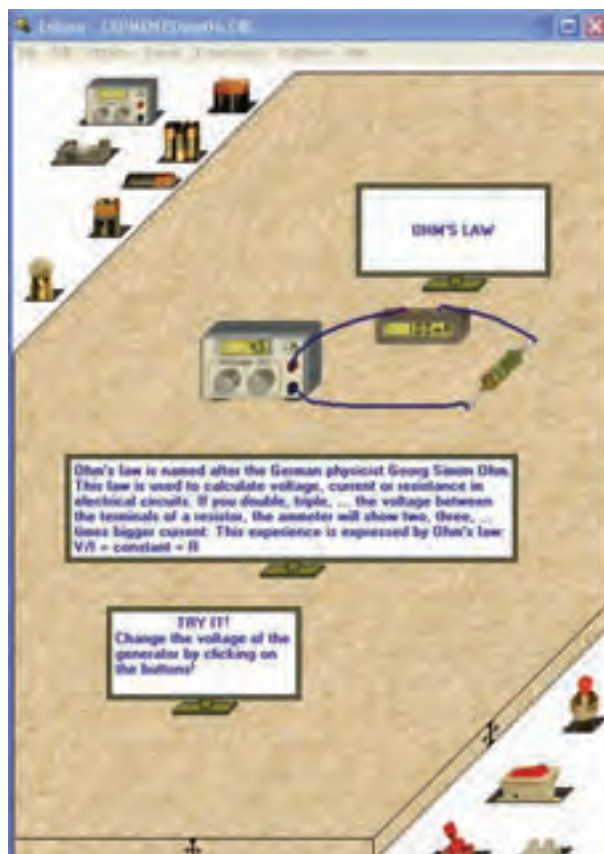 OHM'S LAW
Ohm's law is named after the German physicist Georg Simon Ohm.
This law is used to calculate voltage, current or resistance in
electrical circuits. If you double, triple, ... the voltage between
the terminals of a resistor, the ammeter will show two, three, ...
times bigger current. This experience is expressed by Ohm's law:
V/I = constant = R
TRY IT!
Change the voltage of the
generator by clicking on
the buttons!